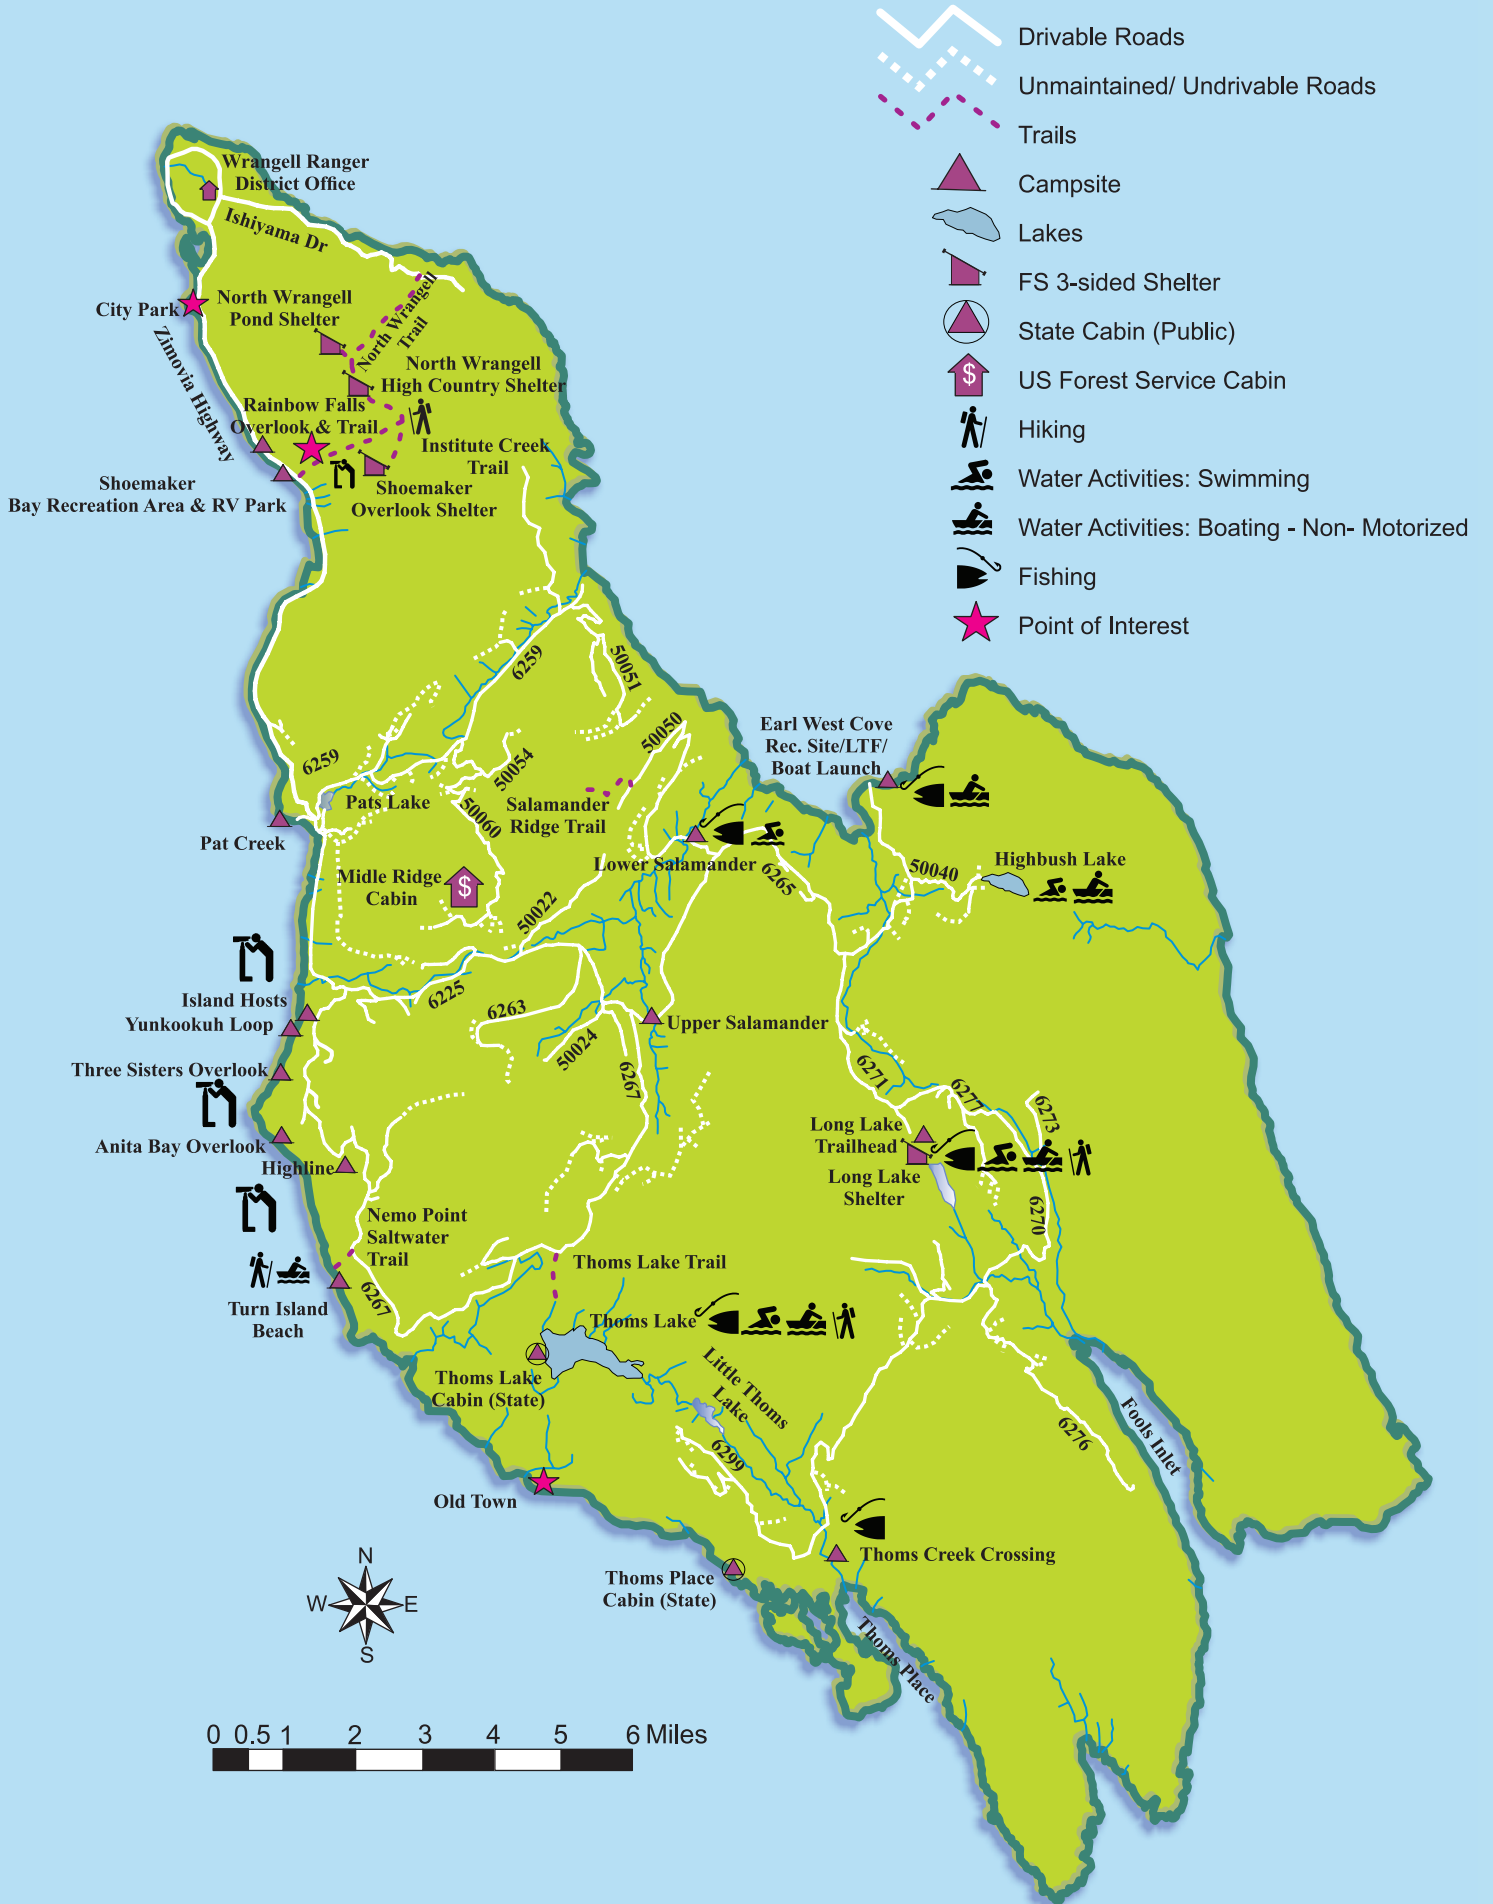 Drivable Roads
Unmaintained/ Undrivable Roads
Trails
Campsite
Lakes
FS 3-sided Shelter
State Cabin (Public)
$
US Forest Service Cabin
Hiking
Water Activities: Swimming
Water Activities: Boating - Non- Motorized
Fishing
Point of Interest
Wrangell Ranger
District Office
Ishiyama Dr
City Park
North Wrangell
Pond Shelter
North Wrangell
Trail
Zimovia Highway
North Wrangell
High Country Shelter
Rainbow Falls
Overlook & Trail
Institute Creek
Trail
Shoemaker
Bay Recreation Area & RV Park
Shoemaker
Overlook Shelter
6259
50051
50050
6259
50054
Pats Lake
50060
Salamander
Ridge Trail
Pat Creek
Midle Ridge
Cabin
$
50022
Lower Salamander
6265
Earl West Cove
Rec. Site/LTF/
Boat Launch
50040
Highbush Lake
Island Hosts
Yunkookuh Loop
6225
6263
50024
6267
Upper Salamander
Three Sisters Overlook
Anita Bay Overlook
Highline
6271
6277
6273
Long Lake
Trailhead
Long Lake
Shelter
6270
Nemo Point
Saltwater
Trail
6267
Turn Island
Beach
Thoms Lake Trail
Thoms Lake
Thoms Lake
Cabin (State)
Little Thoms
Lake
6299
6276
Fools Inlet
Old Town
Thoms Creek Crossing
Thoms Place
Cabin (State)
Thoms Place
N
W
E
S
0 0.5 1 2 3 4 5 6 Miles